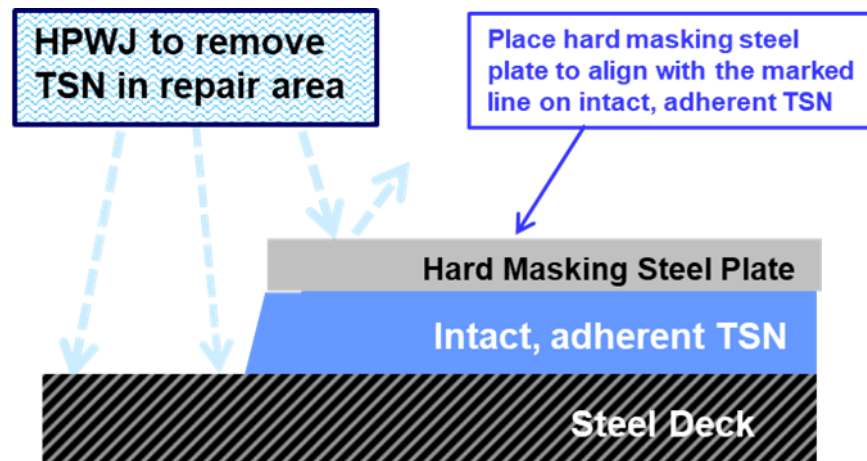 HPWJ to remove
TSN in repair area
Place hard masking steel
plate to align with the marked
line on intact, adherent TSN
Hard Masking Steel Plate
Intact, adherent TSN
Steel Deck